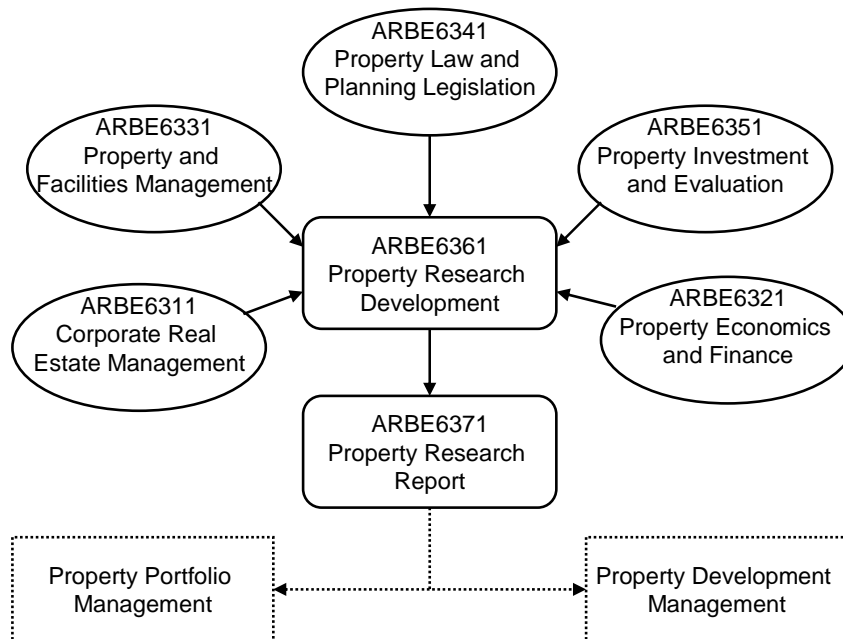 ARBE6341
Property Law and
Planning Legislation
ARBE6331
Property and
Facilities Management
ARBE6351
Property Investment
and Evaluation
ARBE6361
Property Research
Development
ARBE6311
Corporate Real
Estate Management
ARBE6321
Property Economics
and Finance
ARBE6371
Property Research
Report
Property Portfolio
Management
Property Development
Management